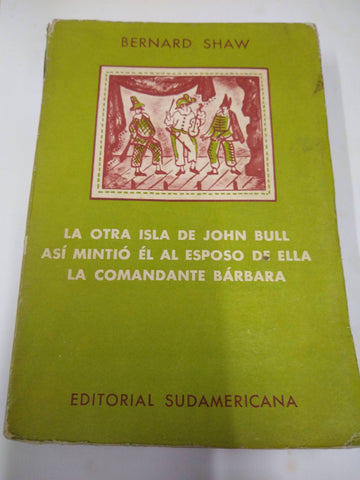 BERNARD SHAW
LA OTRA ISLA DE JOHN BULL
ASÍ MINTIÓ ÉL AL ESPOSO DE ELLA
LA COMANDANTE BÁRBARA
EDITORIAL SUDAMERICANA